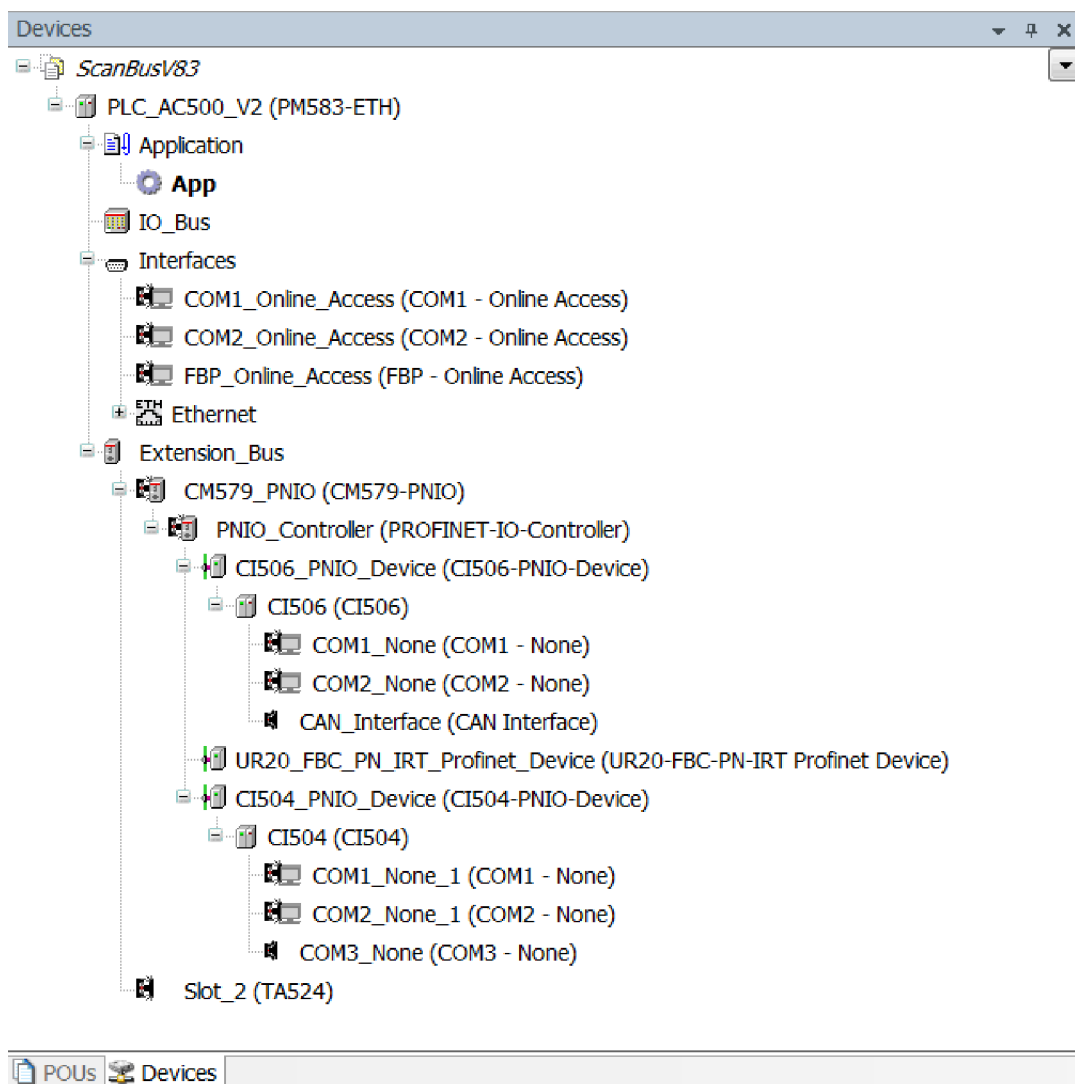 Devices
ScanBusV83
PLC_AC500_V2 (PM583-ETH)
Application
App
IO_Bus
Interfaces
COM1_Online_Access (COM1 - Online Access)
COM2_Online_Access (COM2 - Online Access)
FBP_Online_Access (FBP - Online Access)
ETH Ethernet
Extension_Bus
CM579_PNIO (CM579-PNIO)
PNIO_Controller (PROFINET-IO-Controller)
CI506_PNIO_Device (CI506-PNIO-Device)
CI506 (CI506)
COM1_None (COM1 - None)
COM2_None (COM2 - None)
CAN_Interface (CAN Interface)
UR20_FBC_PN_IRT_Profinet_Device (UR20-FBC-PN-IRT Profinet Device)
CI504_PNIO_Device (CI504-PNIO-Device)
CI504 (CI504)
COM1_None_1 (COM1 - None)
COM2_None_1 (COM2 - None)
COM3_None (COM3 - None)
Slot_2 (TA524)
POUs Devices